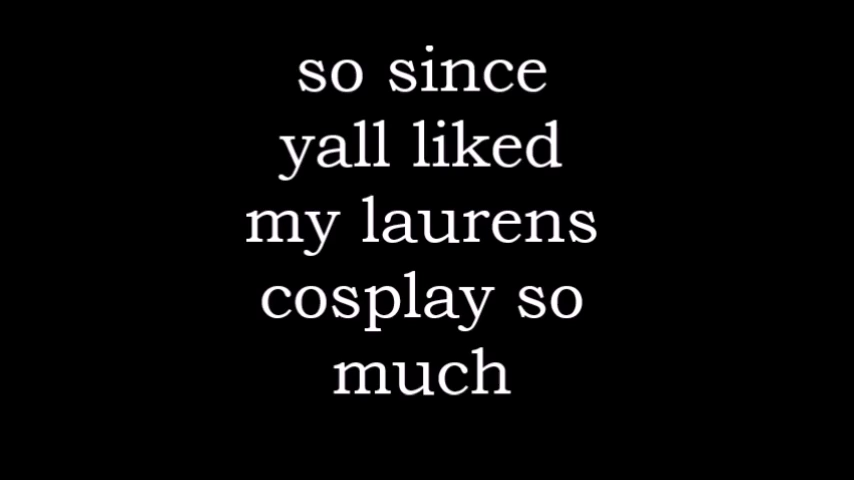 so since
yall liked
my laurens
cosplay so
much